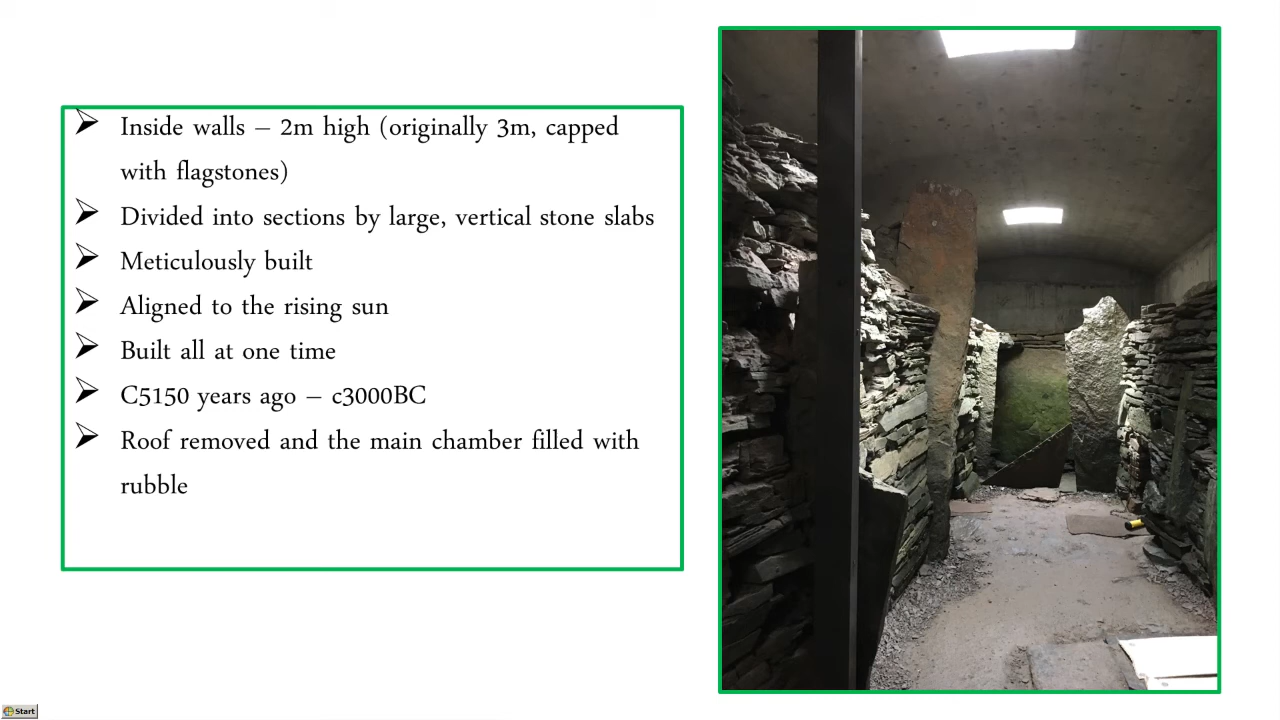 Inside walls – 2m high (originally 3m, capped
with flagstones)
Divided into sections by large, vertical stone slabs
Meticulously built
Aligned to the rising sun
Built all at one time
C5150 years ago – c3000BC
Roof removed and the main chamber filled with
rubble
Start